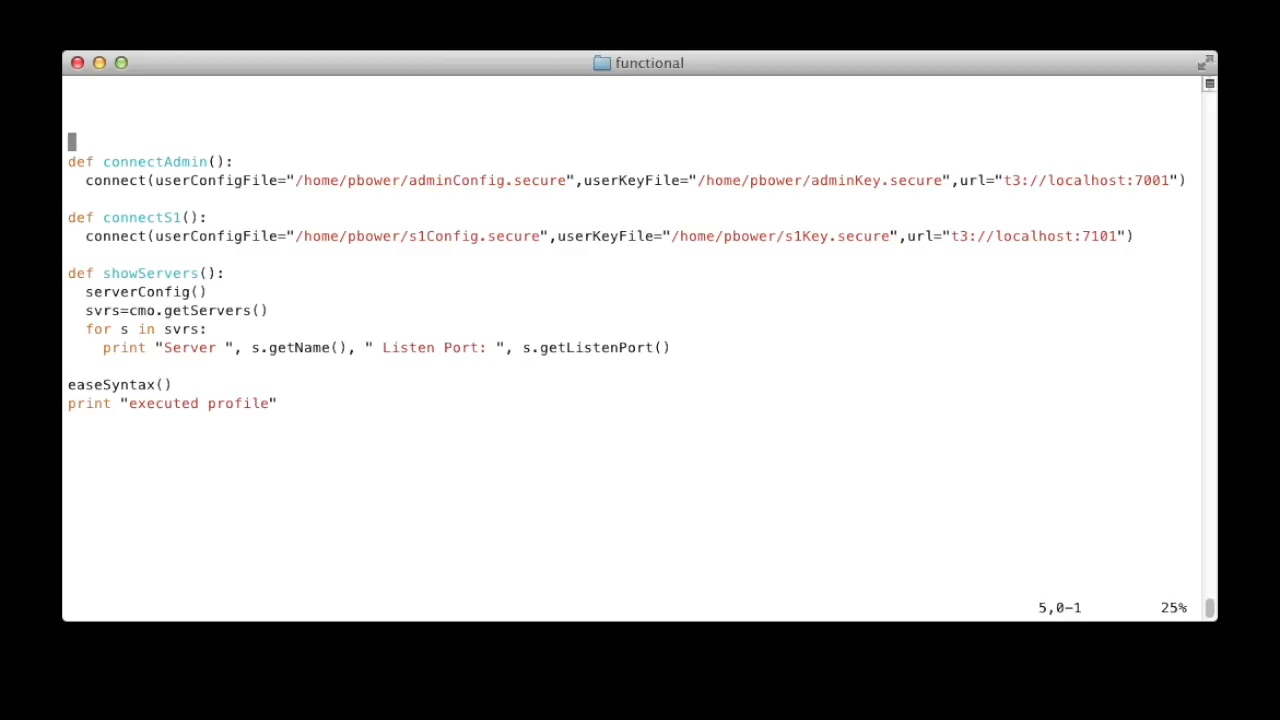 functional
def connectAdmin():
  connect(userConfigFile="/home/pbower/adminConfig.secure",userKeyFile="/home/pbower/adminKey.secure",url="t3://localhost:7001")
def connectS1():
  connect(userConfigFile="/home/pbower/s1Config.secure",userKeyFile="/home/pbower/s1Key.secure",url="t3://localhost:7101")
def showServers():
  serverConfig()
  svrs=cmo.getServers()
  for s in svrs:
    print "Server ", s.getName(), " Listen Port: ", s.getListenPort()
easeSyntax()
print "executed profile"
5,0-1 25%